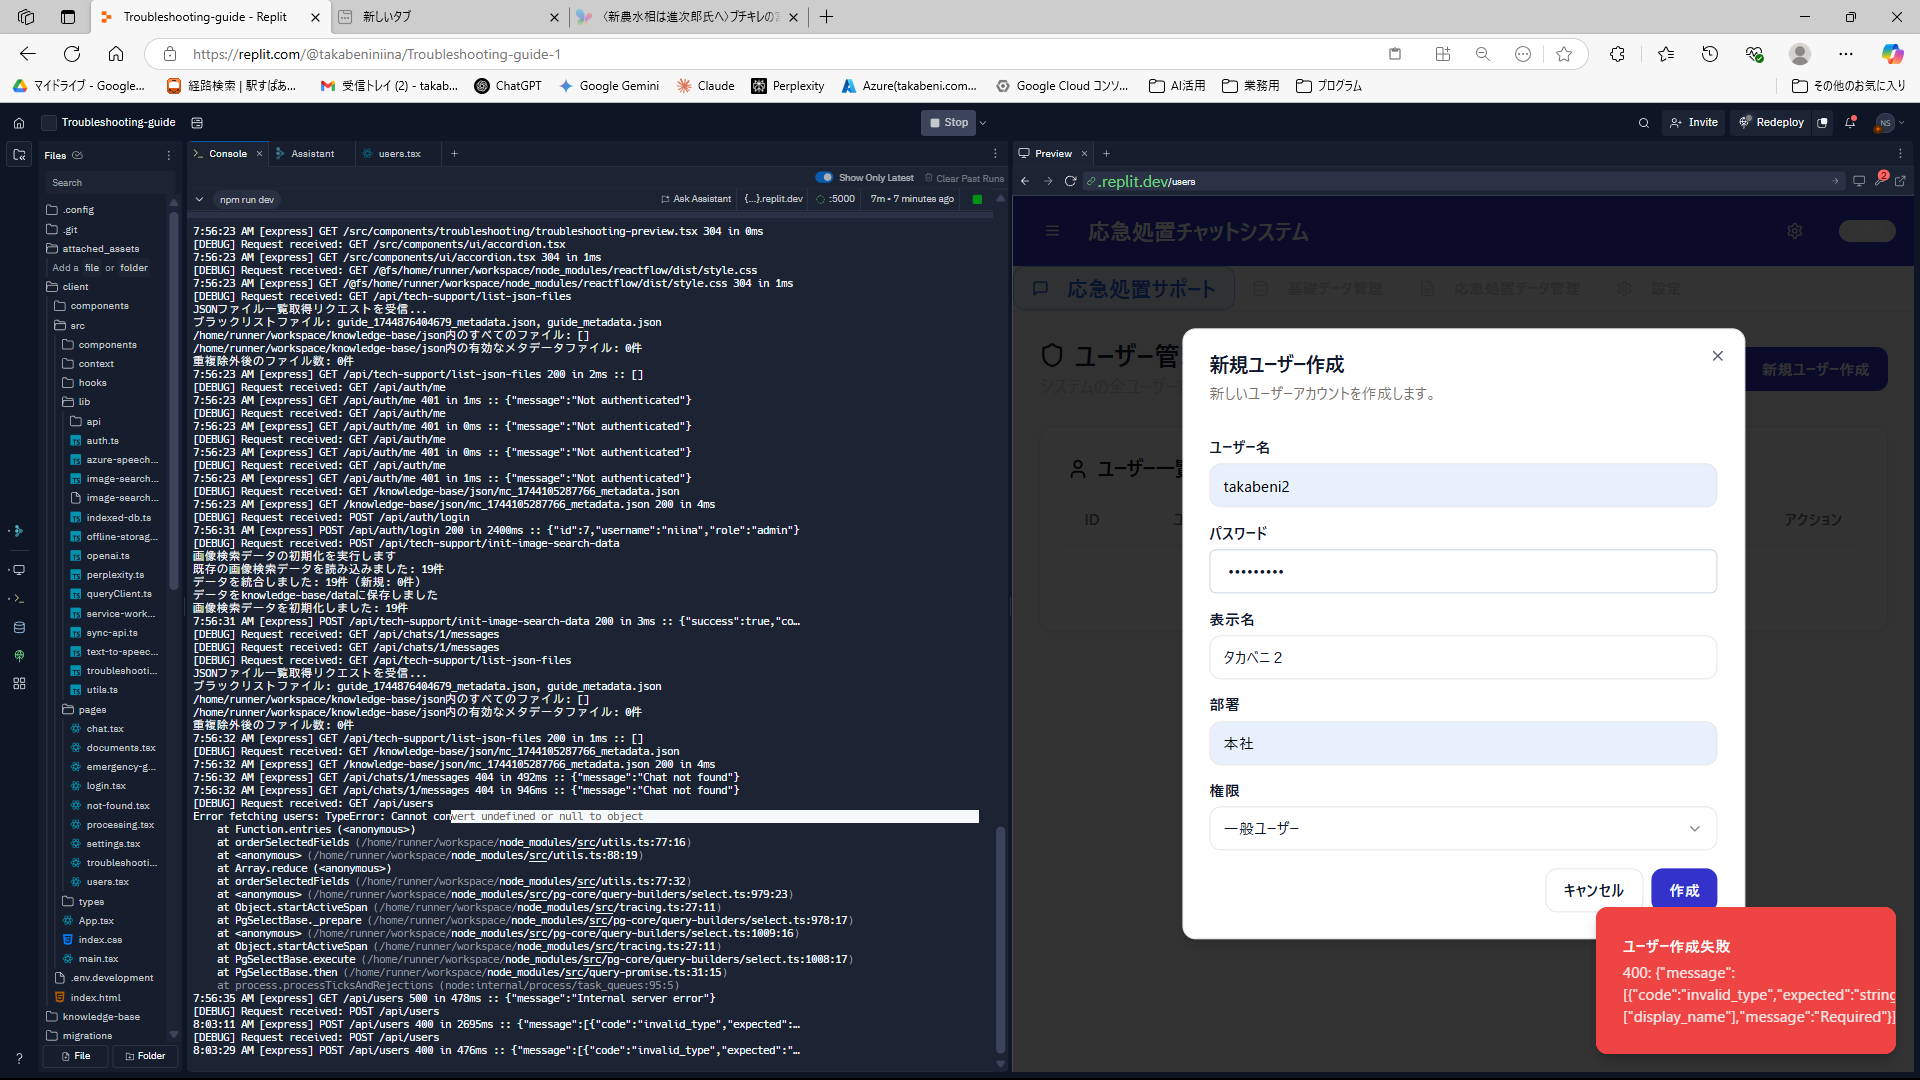 Troubleshooting-guide - Replit
新しいタブ
〈新農水相は進次郎氏へ〉ブチギレの
https://replit.com/@takabeniniina/Troubleshooting-guide-1
マイドライブ - Google...
経路検索 | 駅すぱあ...
受信トレイ (2) - takab...
ChatGPT
Google Gemini
Claude
Perplexity
Azure(takabeni.com...
Google Cloud コンソ...
AI活用
業務用
プログラム
その他のお気に入り
Troubleshooting-guide
Stop
Invite
Redeploy
NS
Files
Search
.config
.git
attached_assets
Add a file or folder
client
components
src
components
context
hooks
lib
api
auth.ts
azure-speech...
image-search...
image-search...
indexed-db.ts
offline-storag...
openai.ts
perplexity.ts
queryClient.ts
service-work...
sync-api.ts
text-to-speec...
troubleshooti...
utils.ts
pages
chat.tsx
documents.tsx
emergency-g...
login.tsx
not-found.tsx
processing.tsx
settings.tsx
troubleshooti...
users.tsx
types
App.tsx
index.css
main.tsx
.env.development
index.html
knowledge-base
migrations
File
Folder
Console
Assistant
users.tsx
Show Only Latest
Clear Past Runs
npm run dev
Ask Assistant
{...}.replit.dev
:5000
7m • 7 minutes ago
7:56:23 AM [express] GET /src/components/troubleshooting/troubleshooting-preview.tsx 304 in 0ms
[DEBUG] Request received: GET /src/components/ui/accordion.tsx
7:56:23 AM [express] GET /src/components/ui/accordion.tsx 304 in 1ms
[DEBUG] Request received: GET /@fs/home/runner/workspace/node_modules/reactflow/dist/style.css
7:56:23 AM [express] GET /@fs/home/runner/workspace/node_modules/reactflow/dist/style.css 304 in 1ms
[DEBUG] Request received: GET /api/tech-support/list-json-files
JSONファイル一覧取得リクエストを受信...
ブラックリストファイル: guide_1744876404679_metadata.json, guide_metadata.json
/home/runner/workspace/knowledge-base/json内のすべてのファイル: []
/home/runner/workspace/knowledge-base/json内の有効なメタデータファイル: 0件
重複除外後のファイル数: 0件
7:56:23 AM [express] GET /api/tech-support/list-json-files 200 in 2ms :: []
[DEBUG] Request received: GET /api/auth/me
7:56:23 AM [express] GET /api/auth/me 401 in 1ms :: {"message":"Not authenticated"}
[DEBUG] Request received: GET /api/auth/me
7:56:23 AM [express] GET /api/auth/me 401 in 0ms :: {"message":"Not authenticated"}
[DEBUG] Request received: GET /api/auth/me
7:56:23 AM [express] GET /api/auth/me 401 in 0ms :: {"message":"Not authenticated"}
[DEBUG] Request received: GET /api/auth/me
7:56:23 AM [express] GET /api/auth/me 401 in 1ms :: {"message":"Not authenticated"}
[DEBUG] Request received: GET /knowledge-base/json/mc_1744105287766_metadata.json
7:56:23 AM [express] GET /knowledge-base/json/mc_1744105287766_metadata.json 200 in 4ms
[DEBUG] Request received: POST /api/auth/login
7:56:31 AM [express] POST /api/auth/login 200 in 2400ms :: {"id":7,"username":"niina","role":"admin"}
[DEBUG] Request received: POST /api/tech-support/init-image-search-data
画像検索データの初期化を実行します
既存の画像検索データを読み込みました: 19件
データを統合しました: 19件 (新規: 0件)
データをknowledge-base/dataに保存しました
画像検索データを初期化しました: 19件
7:56:31 AM [express] POST /api/tech-support/init-image-search-data 200 in 3ms :: {"success":true,"co…
[DEBUG] Request received: GET /api/chats/1/messages
[DEBUG] Request received: GET /api/chats/1/messages
[DEBUG] Request received: GET /api/tech-support/list-json-files
JSONファイル一覧取得リクエストを受信...
ブラックリストファイル: guide_1744876404679_metadata.json, guide_metadata.json
/home/runner/workspace/knowledge-base/json内のすべてのファイル: []
/home/runner/workspace/knowledge-base/json内の有効なメタデータファイル: 0件
重複除外後のファイル数: 0件
7:56:32 AM [express] GET /api/tech-support/list-json-files 200 in 1ms :: []
[DEBUG] Request received: GET /knowledge-base/json/mc_1744105287766_metadata.json
7:56:32 AM [express] GET /knowledge-base/json/mc_1744105287766_metadata.json 200 in 4ms
7:56:32 AM [express] GET /api/chats/1/messages 404 in 492ms :: {"message":"Chat not found"}
7:56:32 AM [express] GET /api/chats/1/messages 404 in 946ms :: {"message":"Chat not found"}
[DEBUG] Request received: GET /api/users
Error fetching users: TypeError: Cannot convert undefined or null to object
at Function.entries (<anonymous>)
at orderSelectedFields (/home/runner/workspace/node_modules/src/utils.ts:77:16)
at <anonymous> (/home/runner/workspace/node_modules/src/utils.ts:88:19)
at Array.reduce (<anonymous>)
at orderSelectedFields (/home/runner/workspace/node_modules/src/utils.ts:77:32)
at <anonymous> (/home/runner/workspace/node_modules/src/pg-core/query-builders/select.ts:979:23)
at Object.startActiveSpan (/home/runner/workspace/node_modules/src/tracing.ts:27:11)
at PgSelectBase._prepare (/home/runner/workspace/node_modules/src/pg-core/query-builders/select.ts:978:17)
at <anonymous> (/home/runner/workspace/node_modules/src/pg-core/query-builders/select.ts:1009:16)
at Object.startActiveSpan (/home/runner/workspace/node_modules/src/tracing.ts:27:11)
at PgSelectBase.execute (/home/runner/workspace/node_modules/src/pg-core/query-builders/select.ts:1008:17)
at PgSelectBase.then (/home/runner/workspace/node_modules/src/query-promise.ts:31:15)
at process.processTicksAndRejections (node:internal/process/task_queues:95:5)
7:56:35 AM [express] GET /api/users 500 in 478ms :: {"message":"Internal server error"}
[DEBUG] Request received: POST /api/users
8:03:11 AM [express] POST /api/users 400 in 2695ms :: {"message":[{"code":"invalid_type","expected":…
[DEBUG] Request received: POST /api/users
8:03:29 AM [express] POST /api/users 400 in 476ms :: {"message":[{"code":"invalid_type","expected":"…
Preview
.replit.dev/users
2
応急処置チャットシステム
応急処置サポート
基礎データ管理
応急処置データ管理
設定
ユーザー管
システムの全ユーザー
新規ユーザー作成
ユーザー一覧
ID
ユ
アクション
新規ユーザー作成
新しいユーザーアカウントを作成します。
ユーザー名
takabeni2
パスワード
•••••••••
表示名
タカベニ２
部署
本社
権限
一般ユーザー
キャンセル
作成
ユーザー作成失敗
400: {"message":
[{"code":"invalid_type","expected":"string
["display_name"],"message":"Required"}]